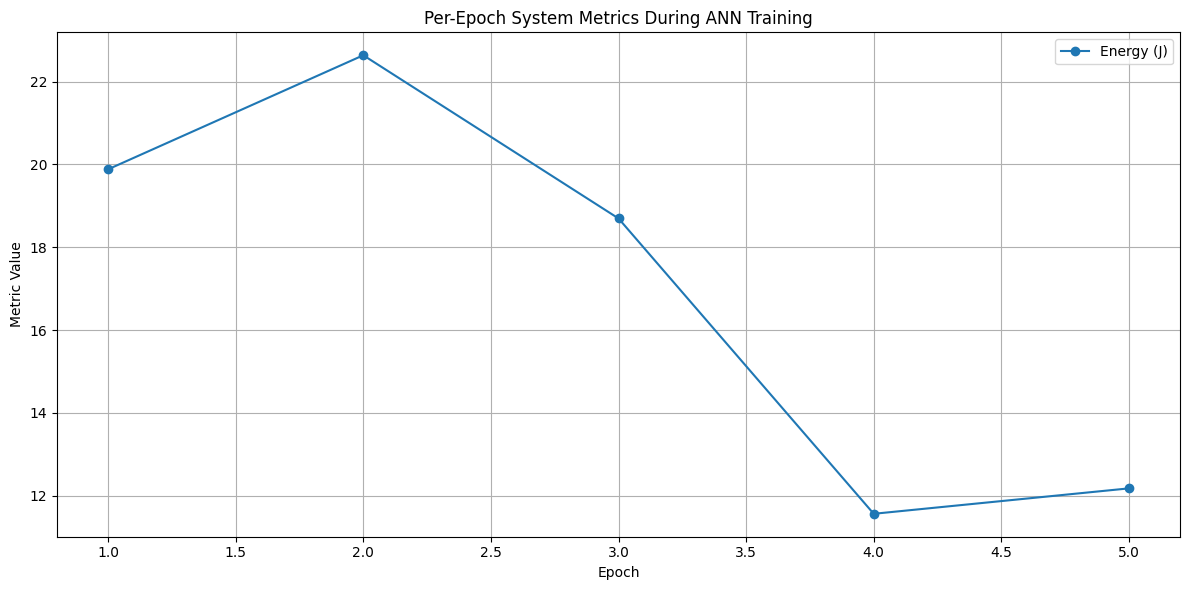 Per-Epoch System Metrics During ANN Training
Energy (J)
Metric Value
22
20
18
16
14
12
1.0 1.5 2.0 2.5 3.0 3.5 4.0 4.5 5.0
Epoch